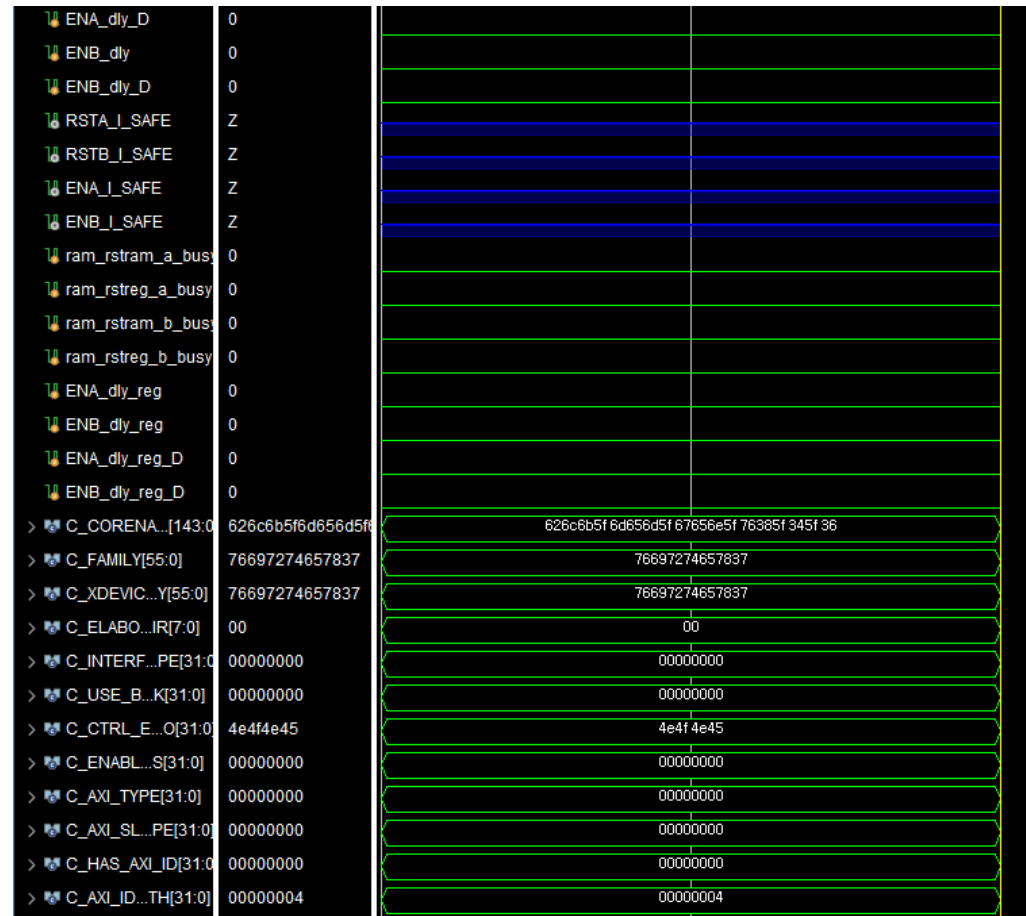 ENA_dly_D 0
ENB_dly 0
ENB_dly_D 0
RSTA_I_SAFE Z
RSTB_I_SAFE Z
ENA_I_SAFE Z
ENB_I_SAFE Z
ram_rstram_a_busy 0
ram_rstreg_a_busy 0
ram_rstram_b_busy 0
ram_rstreg_b_busy 0
ENA_dly_reg 0
ENB_dly_reg 0
ENA_dly_reg_D 0
ENB_dly_reg_D 0
C_CORENA...[143:0 626c6b5f6d656d5f6 626c6b5f6d656d5f67656e5f76385f345f36
C_FAMILY[55:0] 76697274657837 76697274657837
C_XDEVIC...Y[55:0] 76697274657837 76697274657837
C_ELABO...IR[7:0] 00 00
C_INTERF...PE[31:0 00000000 00000000
C_USE_B...K[31:0] 00000000 00000000
C_CTRL_E...O[31:0] 4e4f4e45 4e4f4e45
C_ENABL...S[31:0] 00000000 00000000
C_AXI_TYPE[31:0] 00000000 00000000
C_AXI_SL...PE[31:0] 00000000 00000000
C_HAS_AXI_ID[31:0 00000000 00000000
C_AXI_ID...TH[31:0] 00000004 00000004